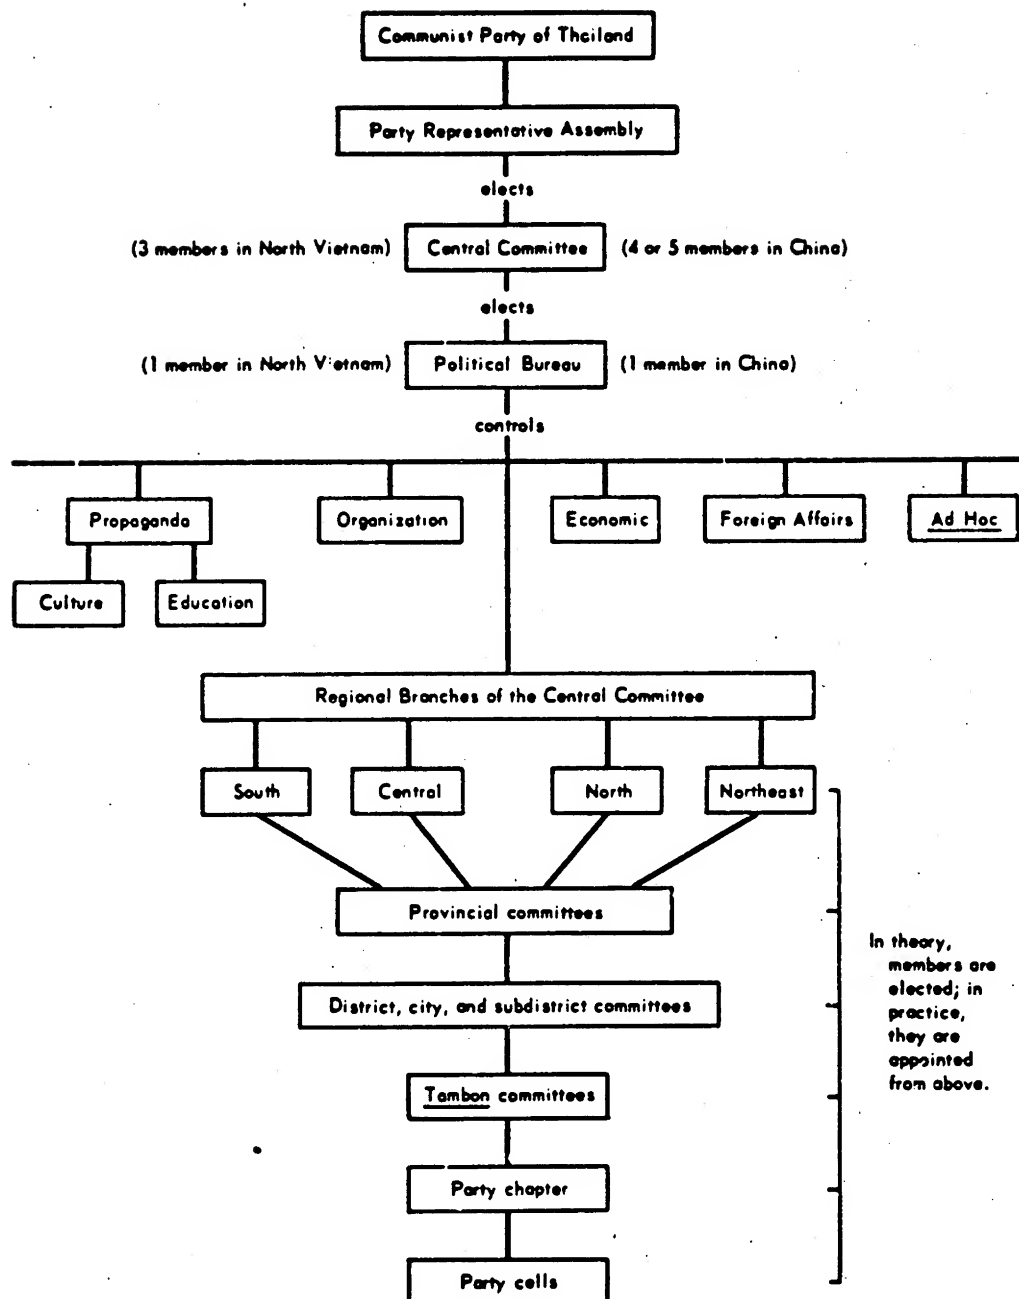 Communist Party of Thailand
Party Representative Assembly
elects
(3 members in North Vietnam) Central Committee (4 or 5 members in China)
elects
(1 member in North Vietnam) Political Bureau (1 member in China)
controls
Propaganda Organization Economic Foreign Affairs Ad Hoc
Culture Education
Regional Branches of the Central Committee
South Central North Northeast
Provincial committees
In theory,
members are
elected; in
practice,
they are
appointed
from above.
District, city, and subdistrict committees
Tambon committees
Party chapter
Party cells